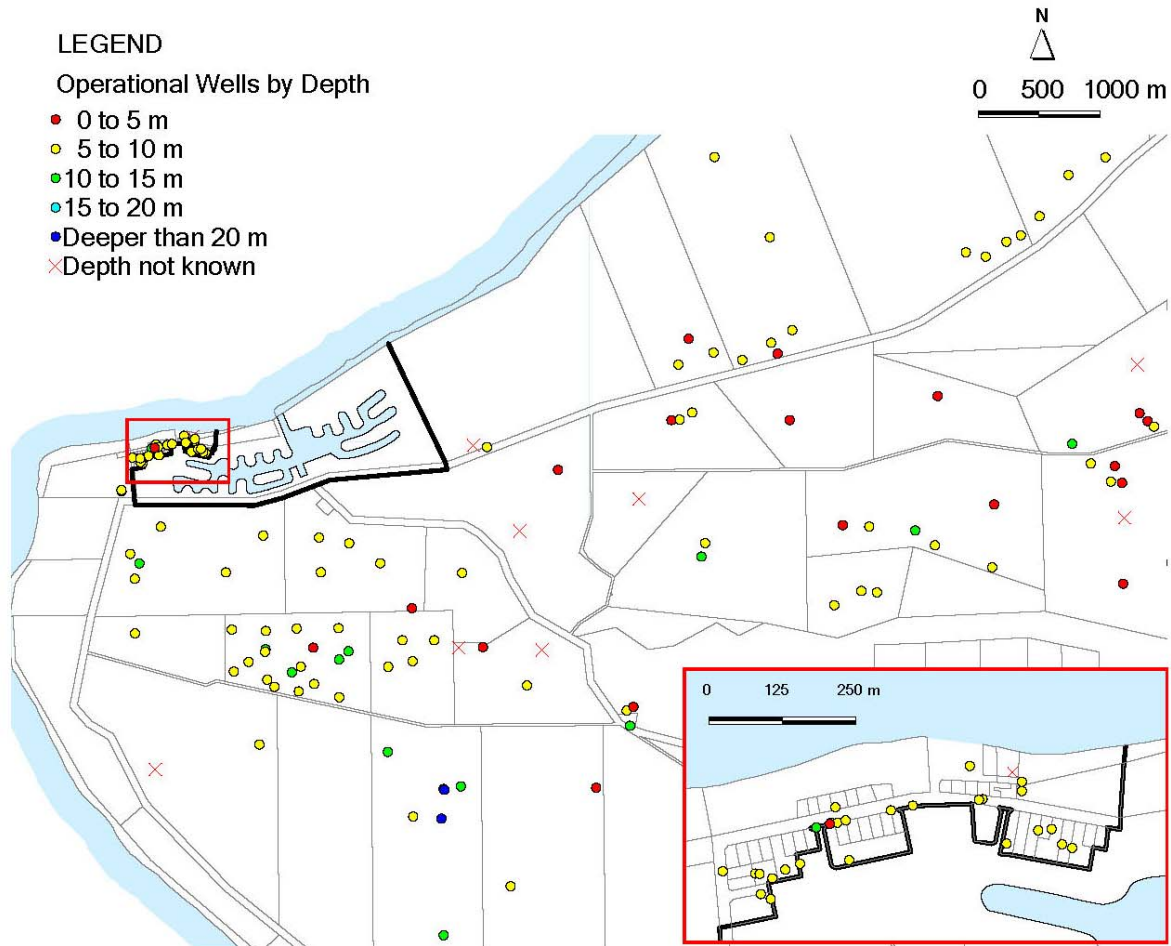 LEGEND
Operational Wells by Depth
0 to 5 m
5 to 10 m
10 to 15 m
15 to 20 m
Deeper than 20 m
Depth not known
N
0 500 1000 m
0 125 250 m